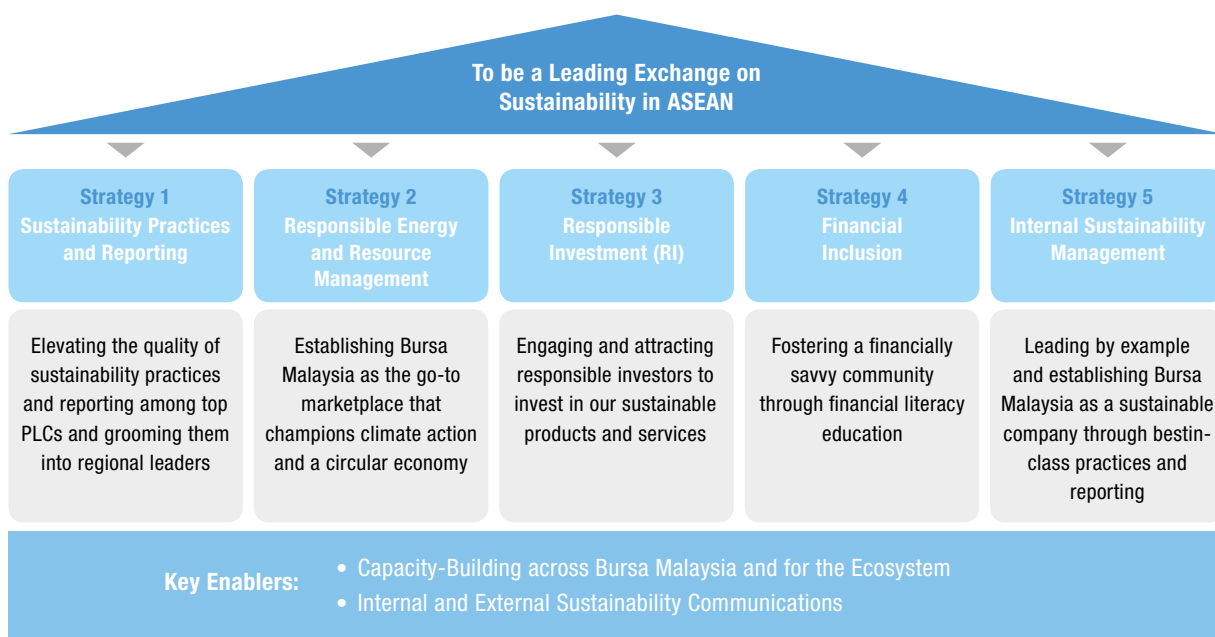 To be a Leading Exchange on
Sustainability in ASEAN
Strategy 1
Sustainability Practices
and Reporting
Elevating the quality of
sustainability practices
and reporting among top
PLCs and grooming them
into regional leaders
Strategy 2
Responsible Energy
and Resource
Management
Establishing Bursa
Malaysia as the go-to
marketplace that
champions climate action
and a circular economy
Strategy 3
Responsible
Investment (RI)
Engaging and attracting
responsible investors to
invest in our sustainable
products and services
Strategy 4
Financial
Inclusion
Fostering a financially
savvy community
through financial literacy
education
Strategy 5
Internal Sustainability
Management
Leading by example
and establishing Bursa
Malaysia as a sustainable
company through bestin-
class practices and
reporting
Key Enablers:
• Capacity-Building across Bursa Malaysia and for the Ecosystem
• Internal and External Sustainability Communications